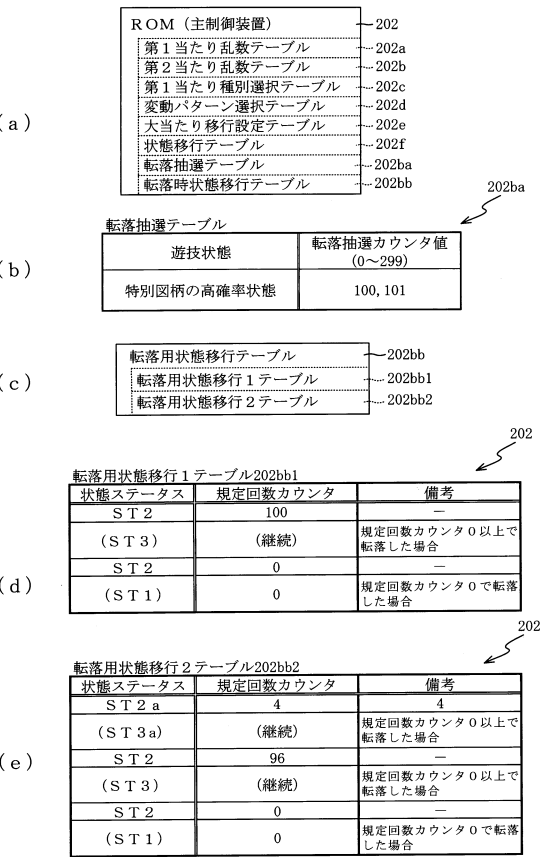 ROM（主制御装置） 202
第１当たり乱数テーブル 202a
第２当たり乱数テーブル 202b
第１当たり種別選択テーブル 202c
変動パターン選択テーブル 202d
大当たり移行設定テーブル 202e
状態移行テーブル 202f
転落抽選テーブル 202ba
転落時状態移行テーブル 202bb
(a)
202ba
転落抽選テーブル
遊技状態 転落抽選カウンタ値
(0～299)
特別図柄の高確率状態 100, 101
(b)
転落用状態移行テーブル 202bb
転落用状態移行１テーブル 202bb1
転落用状態移行２テーブル 202bb2
(c)
202
転落用状態移行１テーブル202bb1
状態ステータス 規定回数カウンタ 備考
ＳＴ２ 100 ―
(ＳＴ３) (継続) 規定回数カウンタ０以上で
転落した場合
ＳＴ２ 0 ―
(ＳＴ１) 0 規定回数カウンタ０で転落
した場合
(d)
202
転落用状態移行２テーブル202bb2
状態ステータス 規定回数カウンタ 備考
ＳＴ２ａ 4 4
(ＳＴ３a) (継続) 規定回数カウンタ０以上で
転落した場合
ＳＴ２ 96 ―
(ＳＴ３) (継続) 規定回数カウンタ０以上で
転落した場合
ＳＴ２ 0 ―
(ＳＴ１) 0 規定回数カウンタ０で転落
した場合
(e)